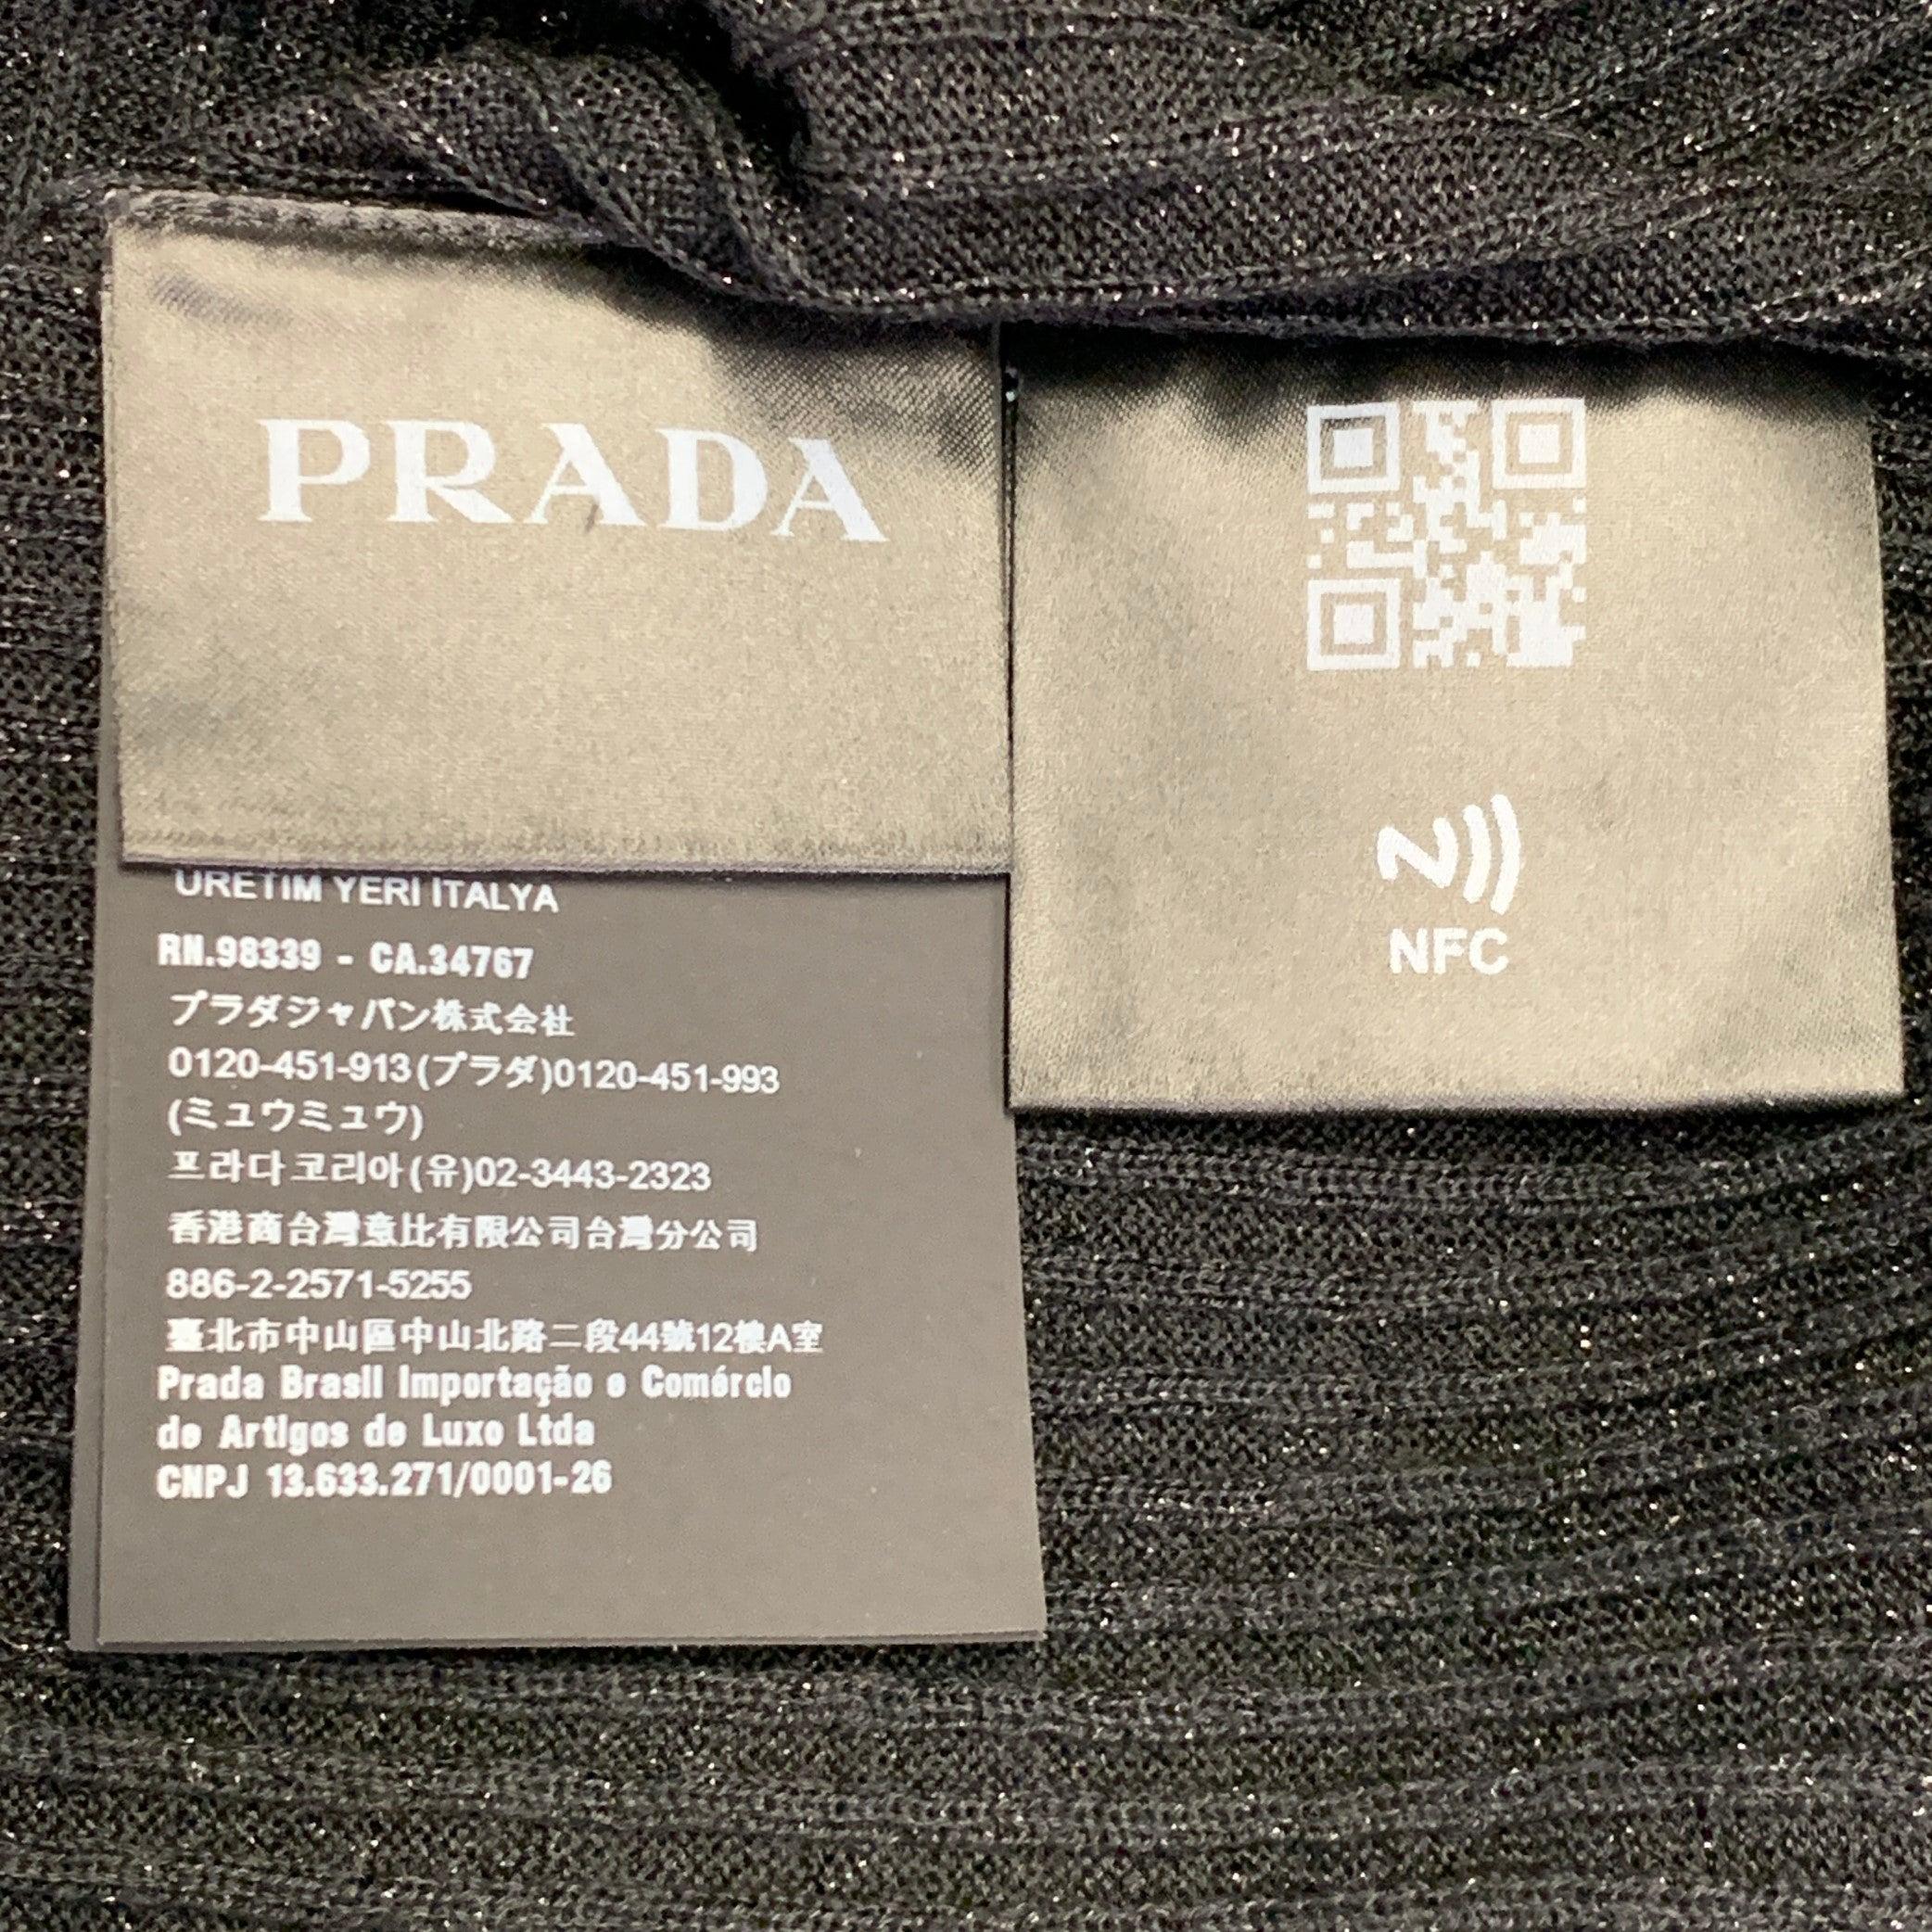 PRADA
ÜRETIM YERI İTALYA
RN.98339 - CA.34767
プラダジャパン株式会社
0120-451-913(プラダ)0120-451-993
(ミュウミュウ)
프라다코리아(유)02-3443-2323
香港商台灣意比有限公司台灣分公司
886-2-2571-5255
臺北市中山區中山北路二段44號12樓A室
Prada Brasil Importação e Comércio
de Artigos de Luxo Ltda
CNPJ 13.633.271/0001-26
NFC